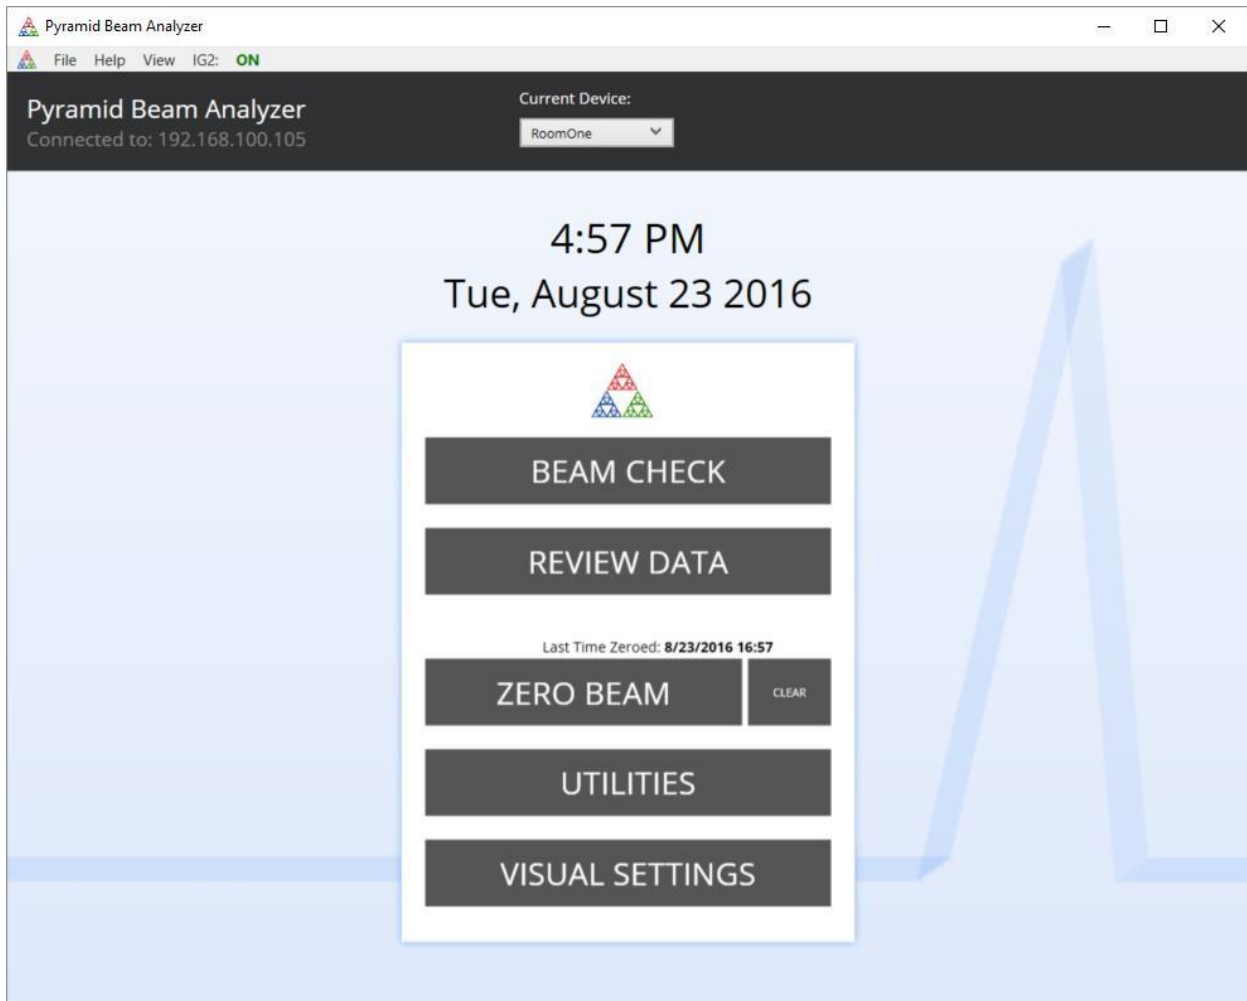 Pyramid Beam Analyzer
File Help View IG2: ON
Pyramid Beam Analyzer
Connected to: 192.168.100.105
Current Device:
RoomOne
4:57 PM
Tue, August 23 2016
BEAM CHECK
REVIEW DATA
Last Time Zeroed: 8/23/2016 16:57
ZERO BEAM CLEAR
UTILITIES
VISUAL SETTINGS